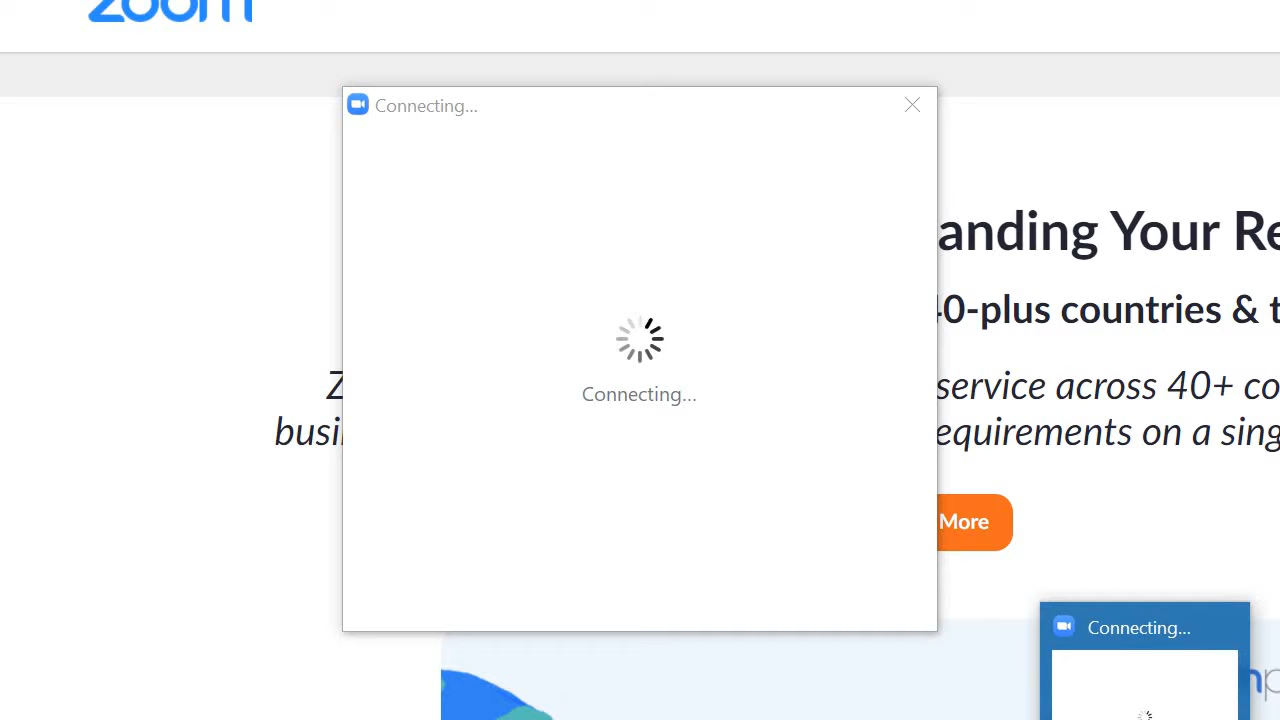 zoom
Connecting...
anding Your Re
40-plus countries & t
Connecting...
Z
service across 40+ co
busi
equirements on a sing
More
Connecting...